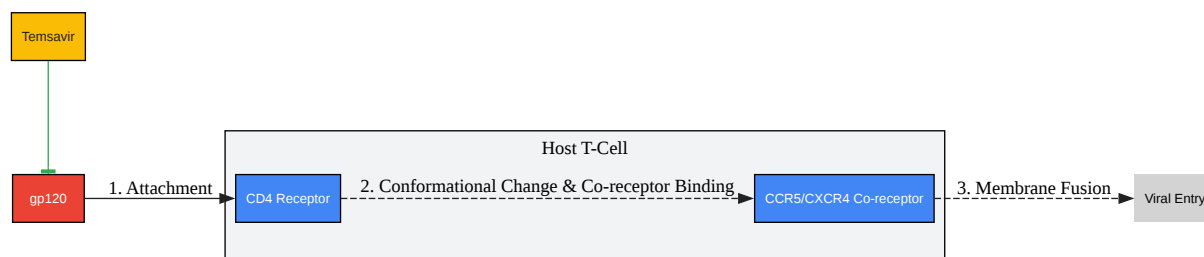 Temsavir
Host T-Cell
gp120
1. Attachment
CD4 Receptor
2. Conformational Change & Co-receptor Binding
CCR5/CXCR4 Co-receptor
3. Membrane Fusion
Viral Entry